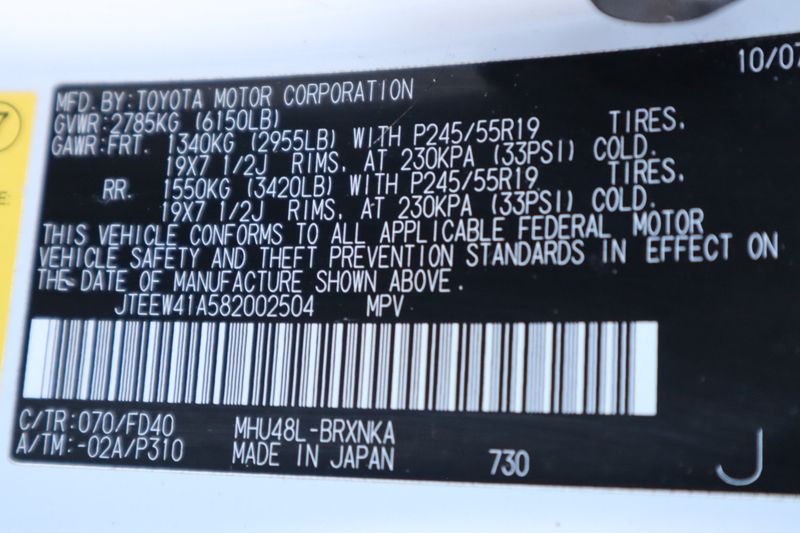 10/07
MFD. BY: TOYOTA MOTOR CORPORATION
GVWR: 2785KG (6150LB)
GAWR: FRT. 1340KG (2955LB) WITH P245/55R19 TIRES,
19X7 1/2J RIMS, AT 230KPA (33PSI) COLD.
RR. 1550KG (3420LB) WITH P245/55R19 TIRES,
19X7 1/2J RIMS, AT 230KPA (33PSI) COLD.
THIS VEHICLE CONFORMS TO ALL APPLICABLE FEDERAL MOTOR
VEHICLE SAFETY AND THEFT PREVENTION STANDARDS IN EFFECT ON
THE DATE OF MANUFACTURE SHOWN ABOVE.
JTEEW41A582002504 MPV
C/TR: 070/FD40 MHU48L-BRXNKA
A/TM: -02A/P310 MADE IN JAPAN 730 J
7
E: